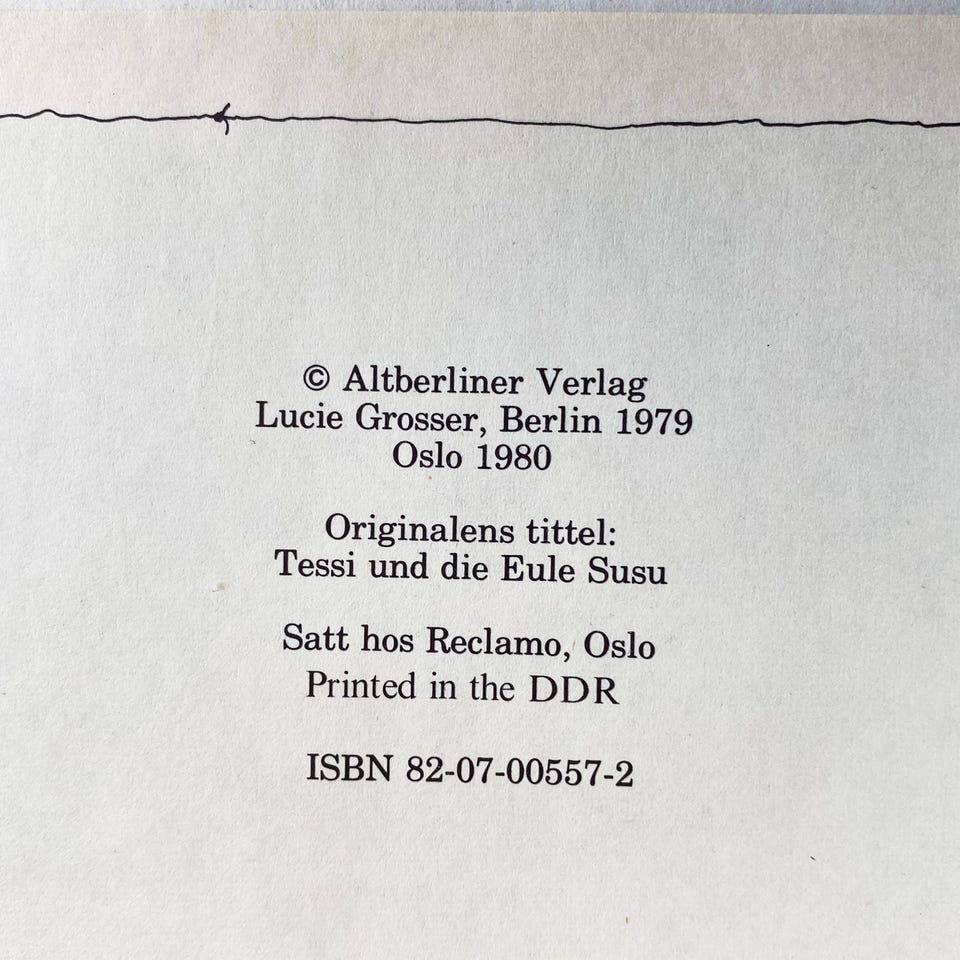 © Altberliner Verlag
Lucie Grosser, Berlin 1979
Oslo 1980
Originalens tittel:
Tessi und die Eule Susu
Satt hos Reclamo, Oslo
Printed in the DDR
ISBN 82-07-00557-2